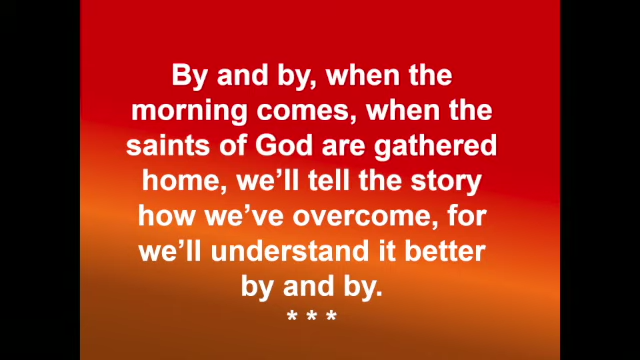 By and by, when the
morning comes, when the
saints of God are gathered
home, we’ll tell the story
how we’ve overcome, for
we’ll understand it better
by and by.
* * *